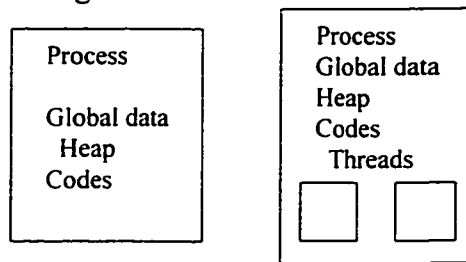 Process
Global data
Heap
Codes
Process
Global data
Heap
Codes
Threads